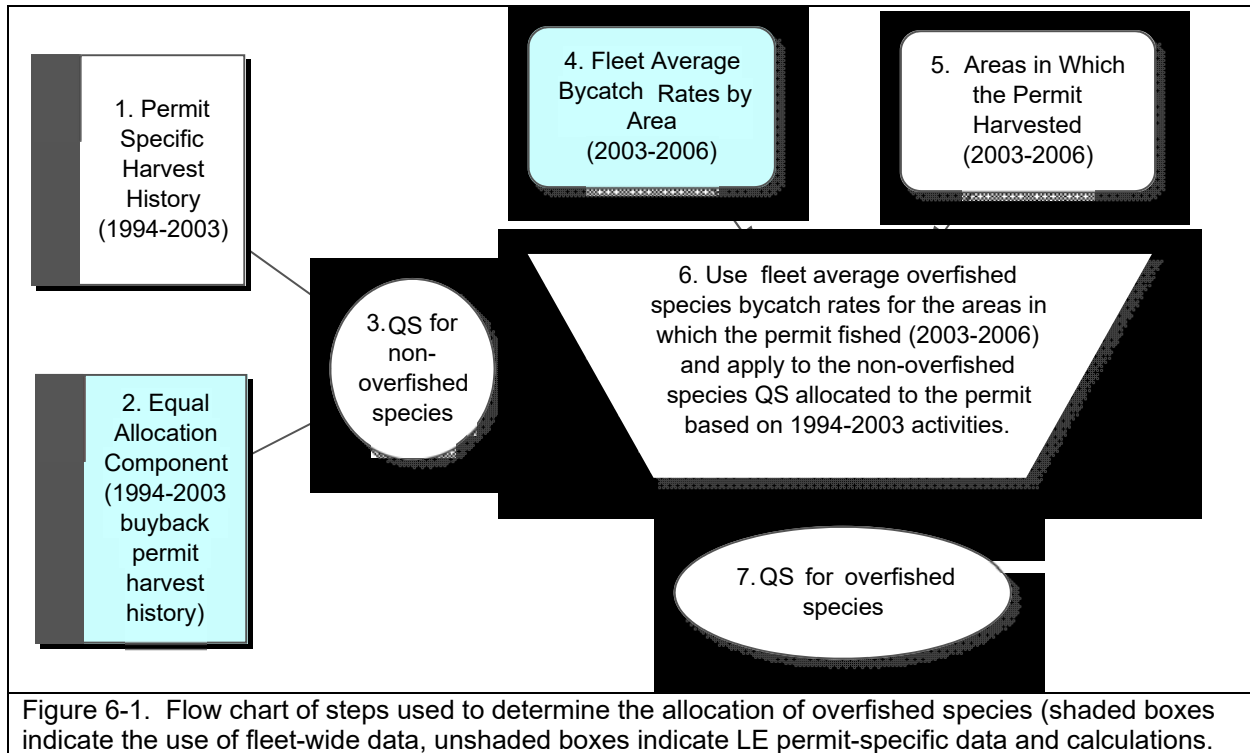 1. Permit
Specific
Harvest
History
(1994-2003)
2. Equal
Allocation
Component
(1994-2003
buyback
permit
harvest
history)
3. QS for
non-
overfished
species
4. Fleet Average
Bycatch Rates by
Area
(2003-2006)
5. Areas in Which
the Permit
Harvested
(2003-2006)
6. Use fleet average overfished
species bycatch rates for the areas in
which the permit fished (2003-2006)
and apply to the non-overfished
species QS allocated to the permit
based on 1994-2003 activities.
7. QS for overfished
species
Figure 6-1. Flow chart of steps used to determine the allocation of overfished species (shaded boxes
indicate the use of fleet-wide data, unshaded boxes indicate LE permit-specific data and calculations.